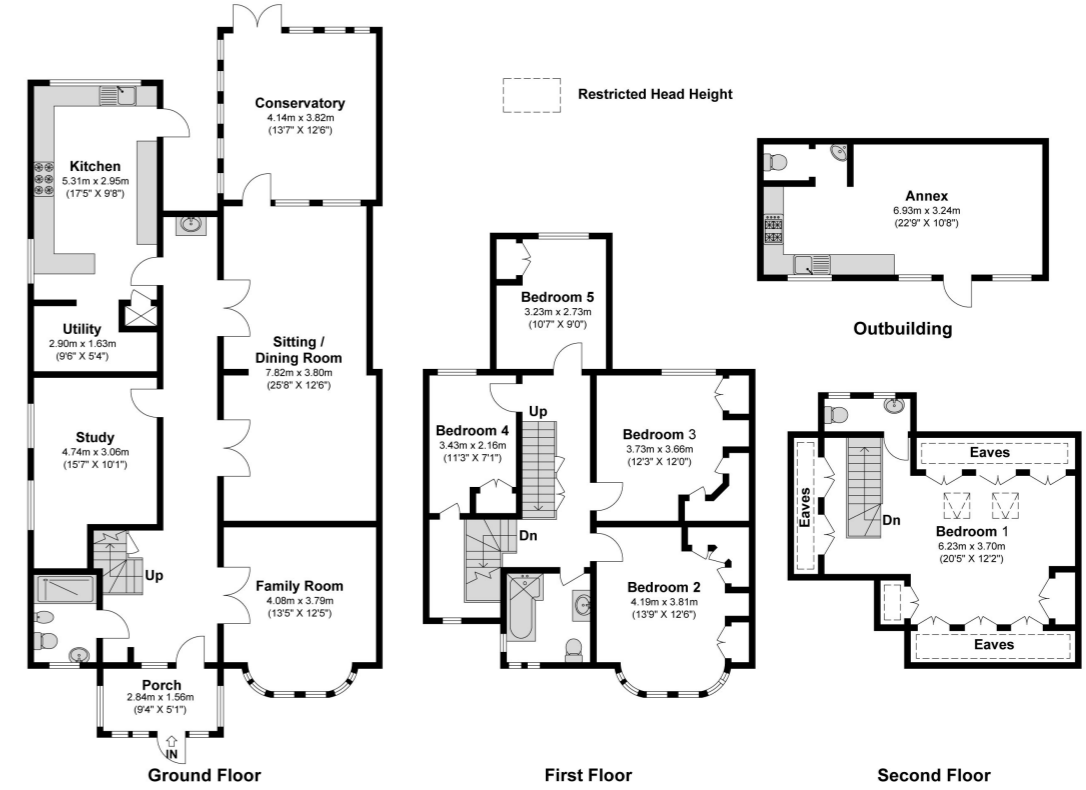 Conservatory
4.14m x 3.82m
(13'7" X 12'6")
Kitchen
5.31m x 2.95m
(17'5" X 9'8")
Utility
2.90m x 1.63m
(9'6" X 5'4")
Sitting /
Dining Room
7.82m x 3.80m
(25'8" X 12'6")
Study
4.74m x 3.06m
(15'7" X 10'1")
Up
Family Room
4.08m x 3.79m
(13'5" X 12'5")
Porch
2.84m x 1.56m
(9'4" X 5'1")
IN
Ground Floor
Restricted Head Height
Bedroom 5
3.23m x 2.73m
(10'7" X 9'0")
Up
Bedroom 4
3.43m x 2.16m
(11'3" X 7'1")
Bedroom 3
3.73m x 3.66m
(12'3" X 12'0")
Dn
Bedroom 2
4.19m x 3.81m
(13'9" X 12'6")
First Floor
Annex
6.93m x 3.24m
(22'9" X 10'8")
Outbuilding
Eaves
Eaves
Dn
Bedroom 1
6.23m x 3.70m
(20'5" X 12'2")
Eaves
Second Floor